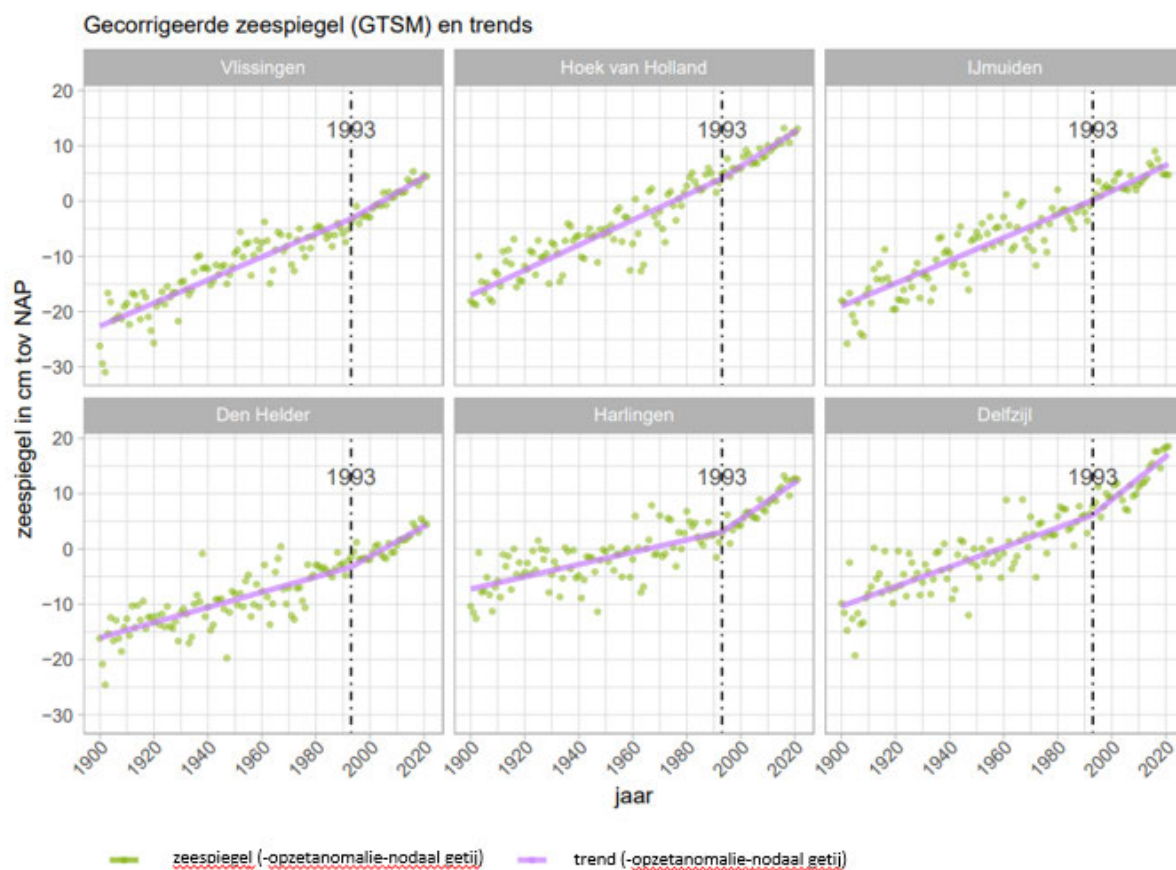 Gecorrigeerde zeespiegel (GTSM) en trends
Vlissingen
Hoek van Holland
IJmuiden
20
10
0
−10
−20
−30
1993
1993
1993
Den Helder
Harlingen
Delfzijl
20
10
0
−10
−20
−30
1993
1993
1993
zeespiegel in cm tov NAP
1900 1920 1940 1960 1980 2000 2020
1900 1920 1940 1960 1980 2000 2020
1900 1920 1940 1960 1980 2000 2020
jaar
zeespiegel (-opzetanomalie-nodaal getij)
trend (-opzetanomalie-nodaal getij)